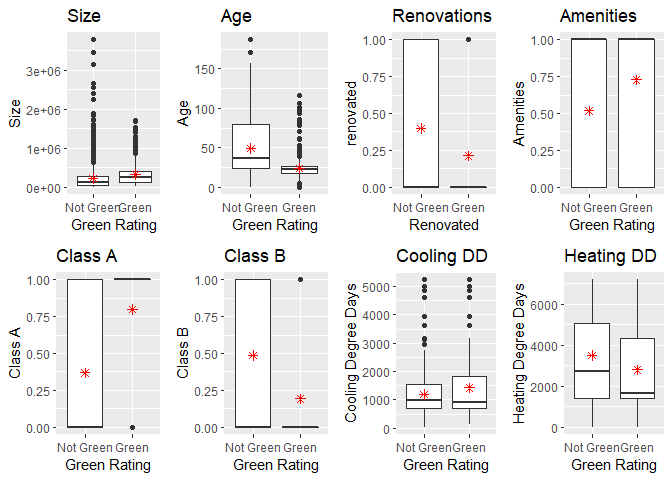 Size
Size
3e+06
2e+06
1e+06
0e+00
Not Green Green
Green Rating
Age
Age
150
100
50
0
Not Green Green
Green Rating
Renovations
renovated
1.00
0.75
0.50
0.25
0.00
Not Green Green
Renovated
Amenities
Amenities
1.00
0.75
0.50
0.25
0.00
Not Green Green
Green Rating
Class A
Class A
1.00
0.75
0.50
0.25
0.00
Not Green Green
Green Rating
Class B
Class B
1.00
0.75
0.50
0.25
0.00
Not Green Green
Green Rating
Cooling DD
Cooling Degree Days
5000
4000
3000
2000
1000
0
Not Green Green
Green Rating
Heating DD
Heating Degree Days
6000
4000
2000
0
Not Green Green
Green Rating